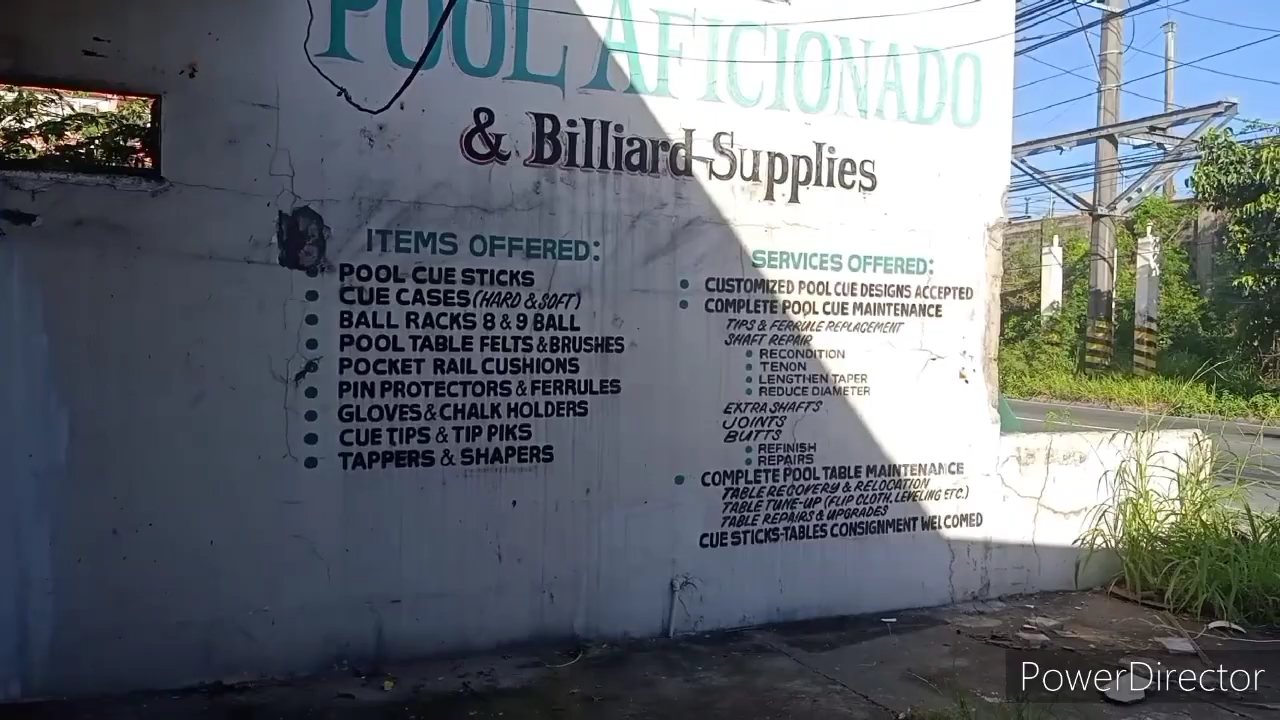 POOL AFICIONADO
& Billiard Supplies
ITEMS OFFERED:
POOL CUE STICKS
CUE CASES (HARD & SOFT)
BALL RACKS 8 & 9 BALL
POOL TABLE FELTS & BRUSHES
POCKET RAIL CUSHIONS
PIN PROTECTORS & FERRULES
GLOVES & CHALK HOLDERS
CUE TIPS & TIP PIKS
TAPPERS & SHAPERS
SERVICES OFFERED:
CUSTOMIZED POOL CUE DESIGNS ACCEPTED
COMPLETE POOL CUE MAINTENANCE
TIPS & FERRULE REPLACEMENT
SHAFT REPAIR
RECONDITION
TENON
LENGTHEN TAPER
REDUCE DIAMETER
EXTRA SHAFTS
JOINTS
BUTTS
REFINISH
REPAIRS
COMPLETE POOL TABLE MAINTENANCE
TABLE RECOVERY & RELOCATION
TABLE TUNE-UP (FLIP CLOTH, LEVELING ETC.)
TABLE REPAIRS & UPGRADES
CUE STICKS-TABLES CONSIGNMENT WELCOMED
PowerDirector